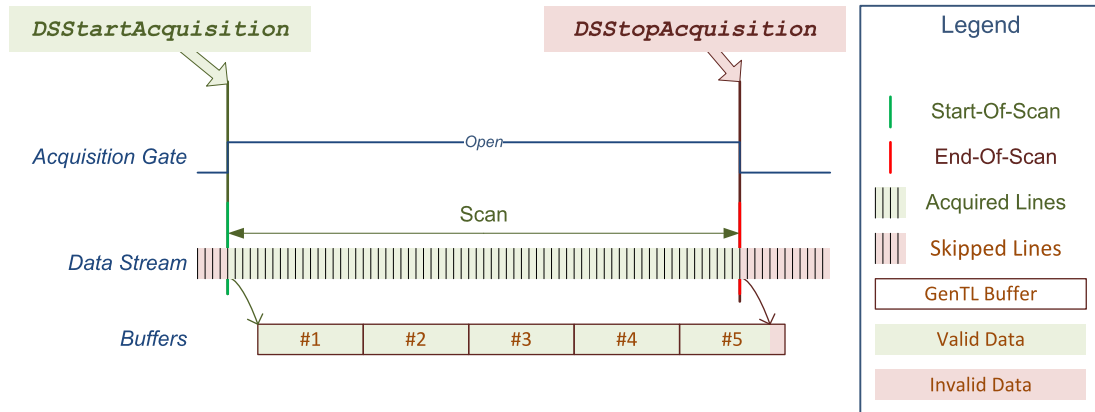 DSStartAcquisition
DSStopAcquisition
Acquisition Gate
Open
Scan
Data Stream
Buffers
#1
#2
#3
#4
#5
Legend
Start-Of-Scan
End-Of-Scan
Acquired Lines
Skipped Lines
GenTL Buffer
Valid Data
Invalid Data